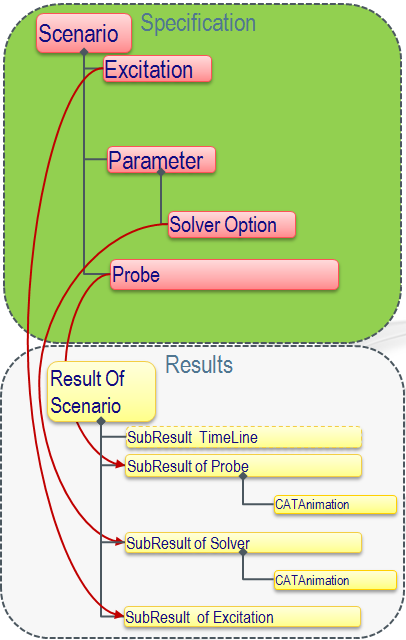 Specification
Scenario
Excitation
Parameter
Solver Option
Probe
Results
Result Of
Scenario
SubResult TimeLine
SubResult of Probe
CATAnimation
SubResult of Solver
CATAnimation
SubResult of Excitation